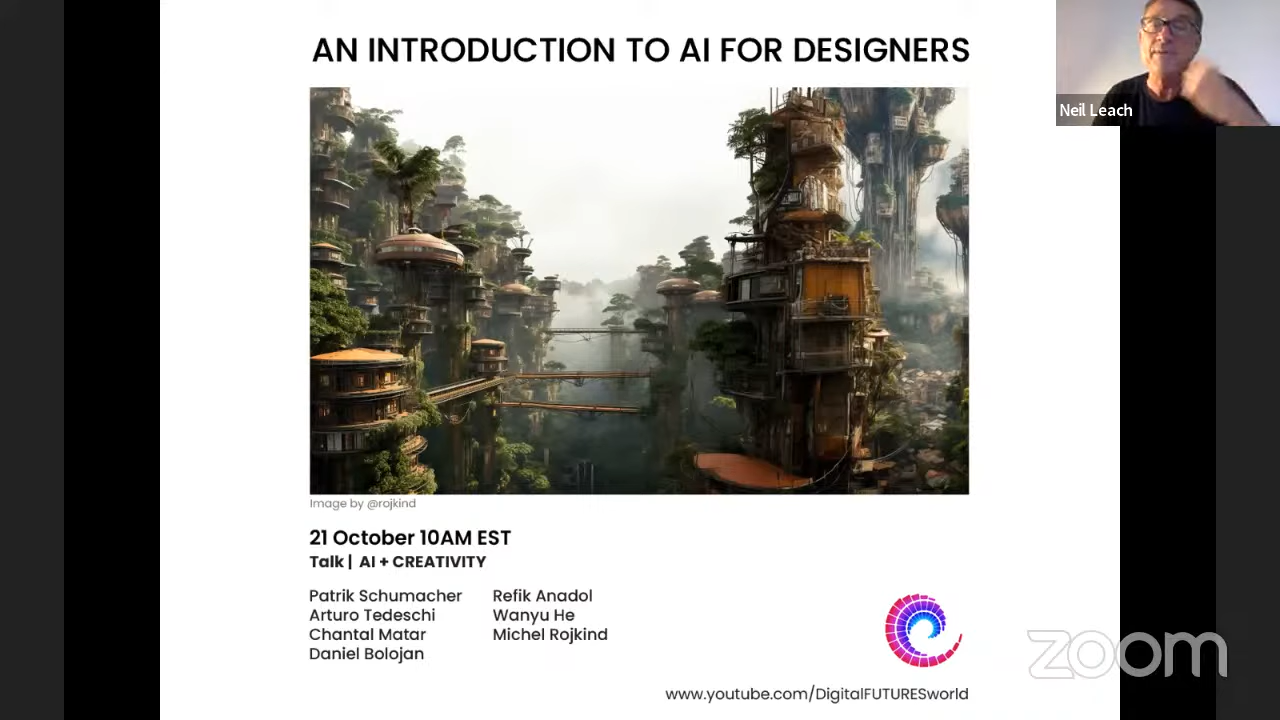 AN INTRODUCTION TO AI FOR DESIGNERS
Neil Leach
Image by @rojkind
21 October 10AM EST
Talk | AI + CREATIVITY
Patrik Schumacher
Arturo Tedeschi
Chantal Matar
Daniel Bolojan
Refik Anadol
Wanyu He
Michel Rojkind
zoom
www.youtube.com/DigitalFUTURESworld